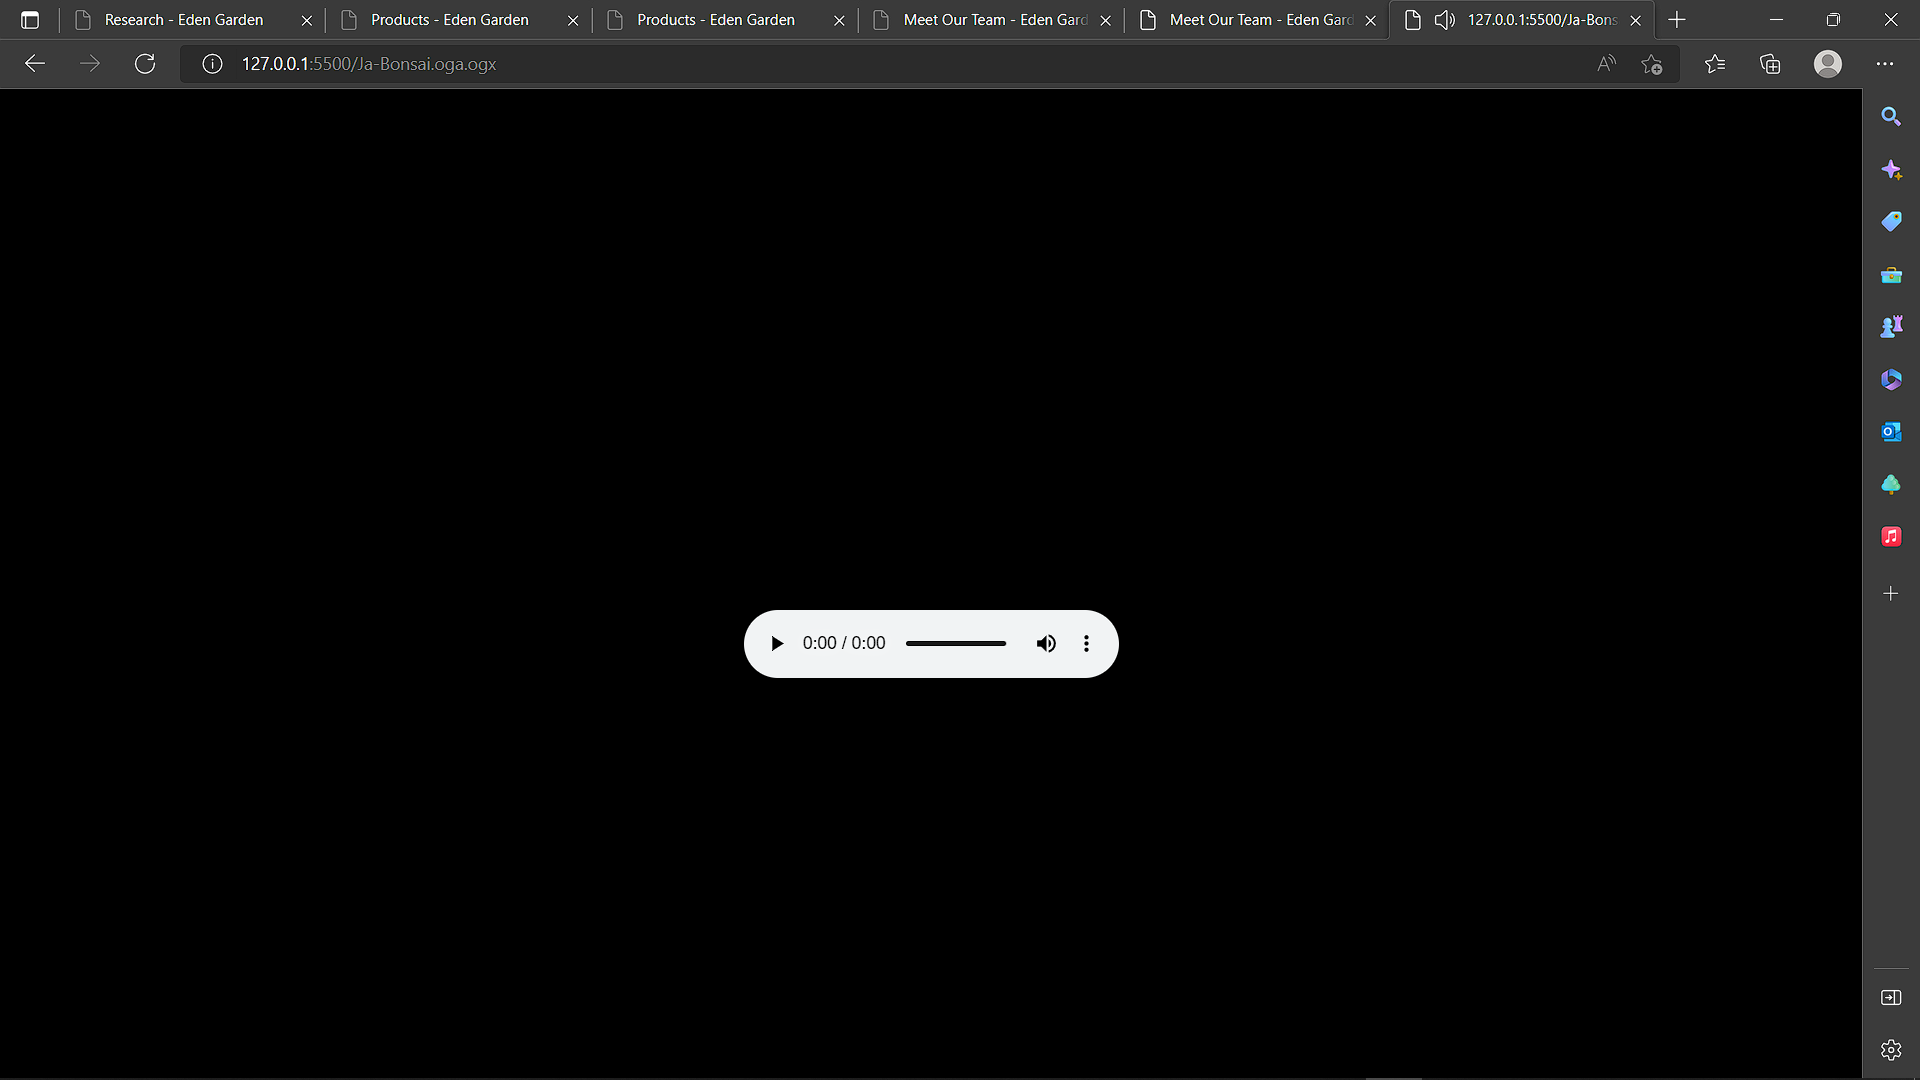 Research - Eden Garden
Products - Eden Garden
Products - Eden Garden
Meet Our Team - Eden Gard
Meet Our Team - Eden Gard
127.0.0.1:5500/Ja-Bons
127.0.0.1:5500/Ja-Bonsai.oga.ogx
0:00 / 0:00